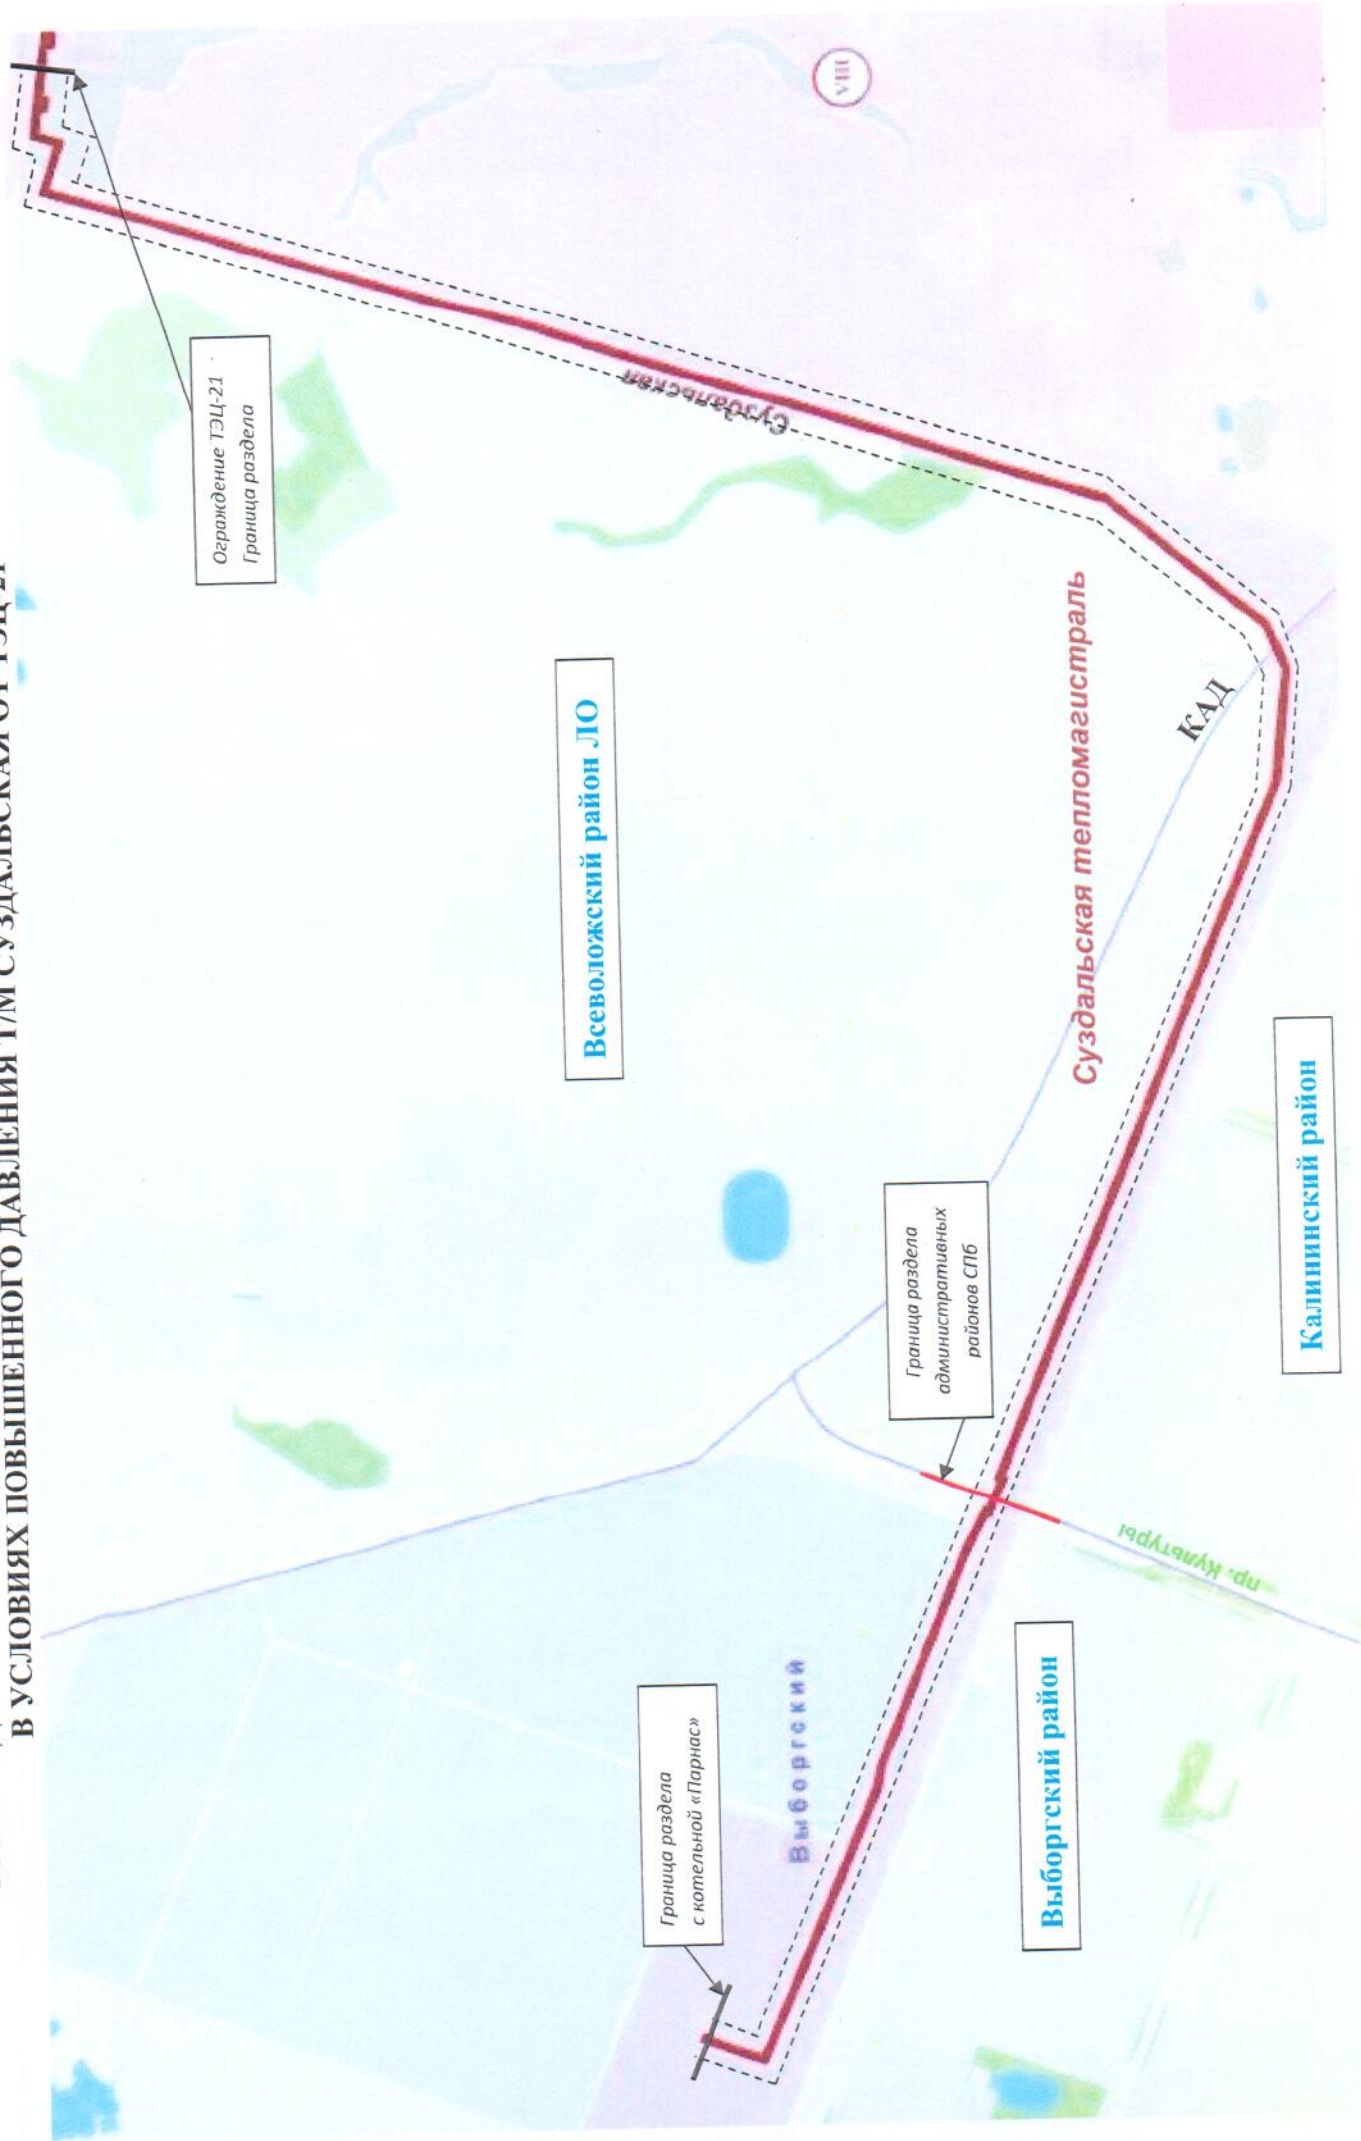 В УСЛОВИЯХ ПОВЫШЕННОГО ДАВЛЕНИЯ Т/М СУЗДАЛЬСКАЯ ОТ ТЭЦ-21
Ограждение ТЭЦ-21
Граница раздела
VIII
Суздальская
Всеволожский район ЛО
Суздальская тепломагистраль
КАД
Граница раздела
административных
районов СПб
Калининский район
пр. Культуры
Граница раздела
с котельной «Парнас»
Выборгский
Выборгский район